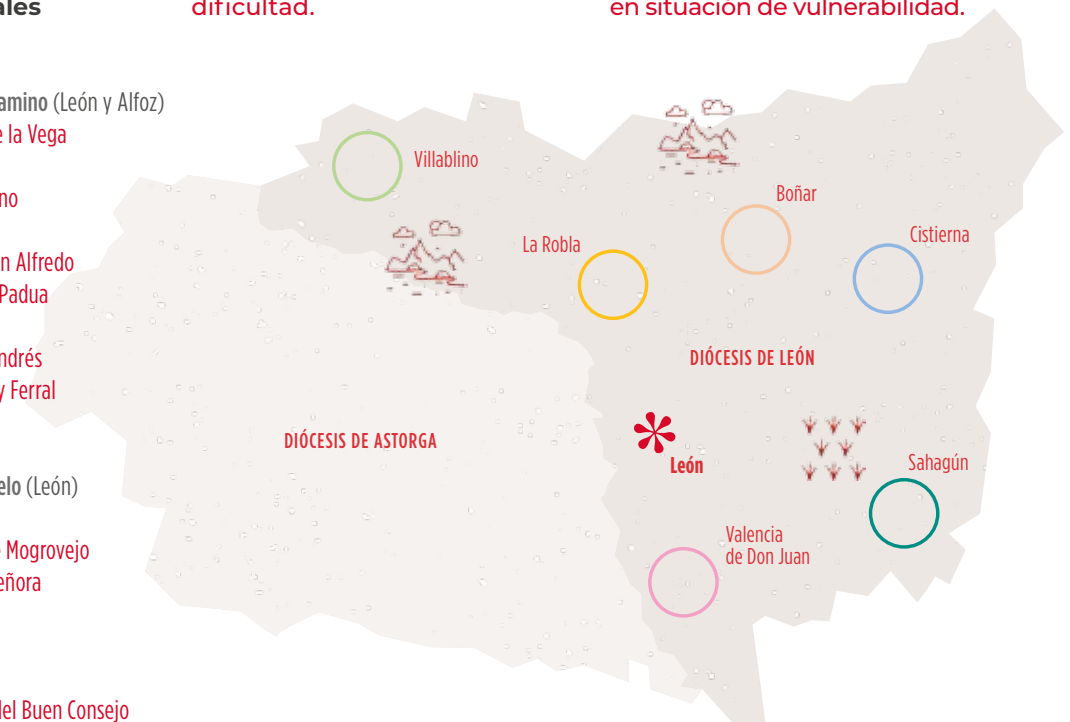 ales
dificultad.
en situación de vulnerabilidad.
amino (León y Alfoz)
e la Vega
no
n Alfredo
Padua
ndrés
y Ferral
elo (León)
Mogrovejo
eñora
del Buen Consejo
Villablino
Boñar
La Robla
Cistierna
DIÓCESIS DE LEÓN
DIÓCESIS DE ASTORGA
León
Sahagún
Valencia
de Don Juan